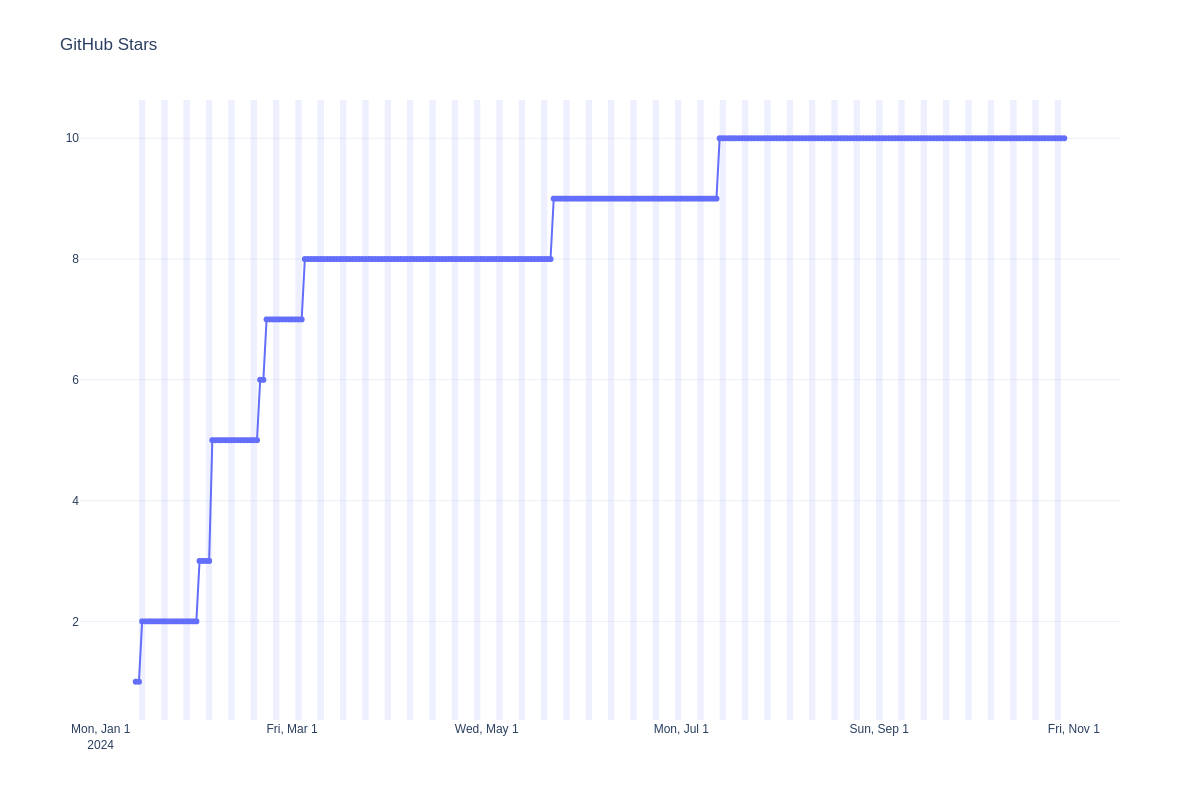 GitHub Stars
10
8
6
4
2
Mon, Jan 1
2024
Fri, Mar 1
Wed, May 1
Mon, Jul 1
Sun, Sep 1
Fri, Nov 1